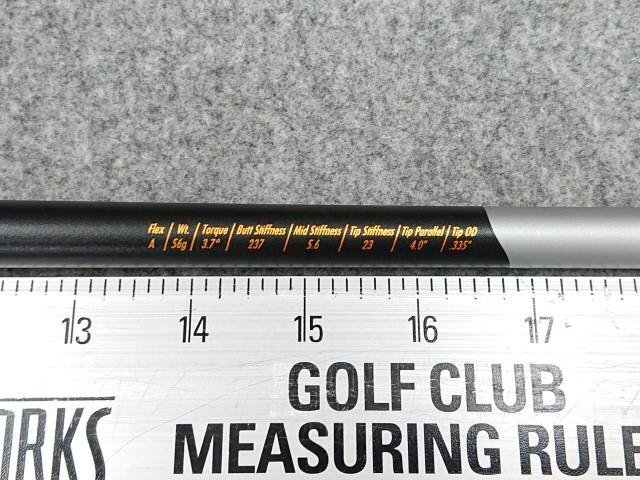 Flex | Wt. | Torque | Butt Stiffness | Mid Stiffness | Tip Stiffness | Tip Parallel | Tip OD
A | 56g | 3.7° | 237 | 5.6 | 23 | 4.0" | .335"
13 14 15 16 17
GOLF CLUB
ORKS MEASURING RULE